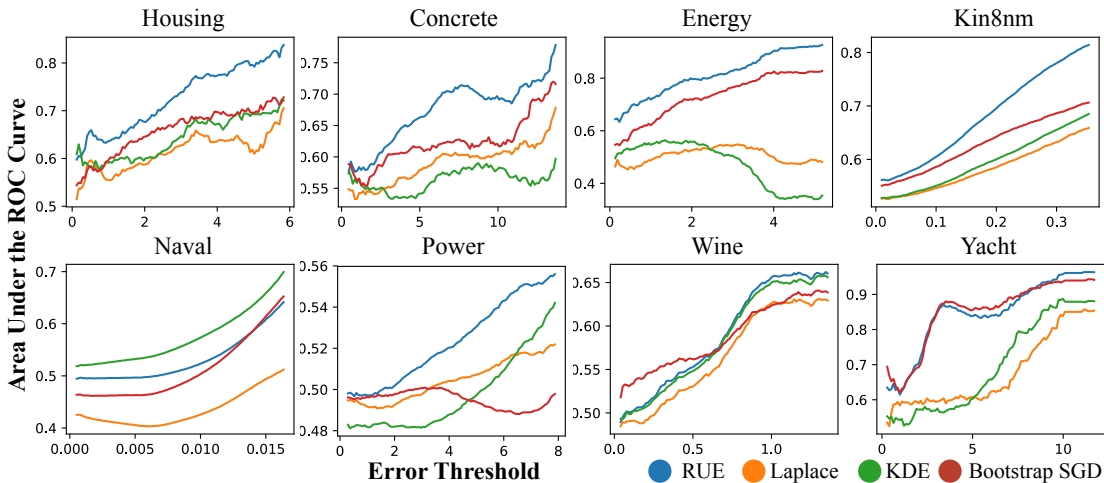 Housing Concrete Energy Kin8nm
0.8 0.7 0.6 0.5
0 2 4 6
0.75 0.70 0.65 0.60 0.55
0 5 10
0.8 0.6 0.4
0 2 4
0.8 0.7 0.6
0.0 0.1 0.2 0.3
Area Under the ROC Curve
Naval Power Wine Yacht
0.7 0.6 0.5 0.4
0.000 0.005 0.010 0.015
0.56 0.54 0.52 0.50 0.48
0 2 4 6 8
0.65 0.60 0.55 0.50
0.0 0.5 1.0
0.9 0.8 0.7 0.6
0 5 10
Error Threshold
RUE Laplace KDE Bootstrap SGD